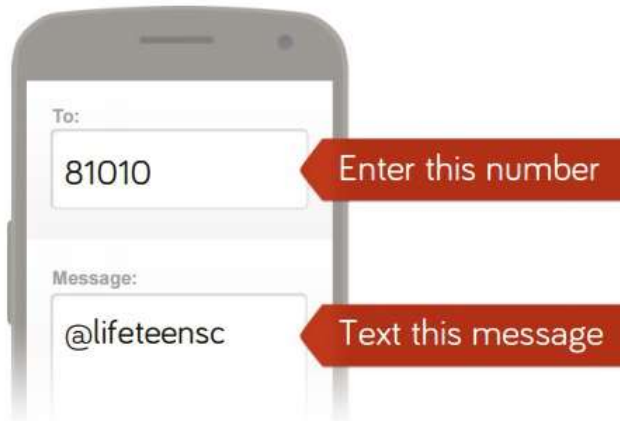 To:
81010
Enter this number
Message:
@lifeteensc
Text this message